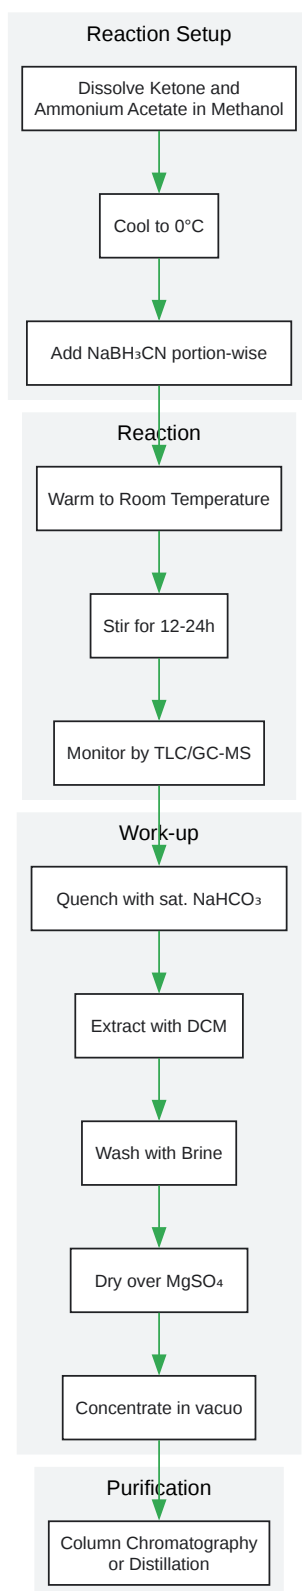 Reaction Setup
Dissolve Ketone and
Ammonium Acetate in Methanol
Cool to 0°C
Add NaBH₃CN portion-wise
Reaction
Warm to Room Temperature
Stir for 12-24h
Monitor by TLC/GC-MS
Work-up
Quench with sat. NaHCO₃
Extract with DCM
Wash with Brine
Dry over MgSO₄
Concentrate in vacuo
Purification
Column Chromatography
or Distillation